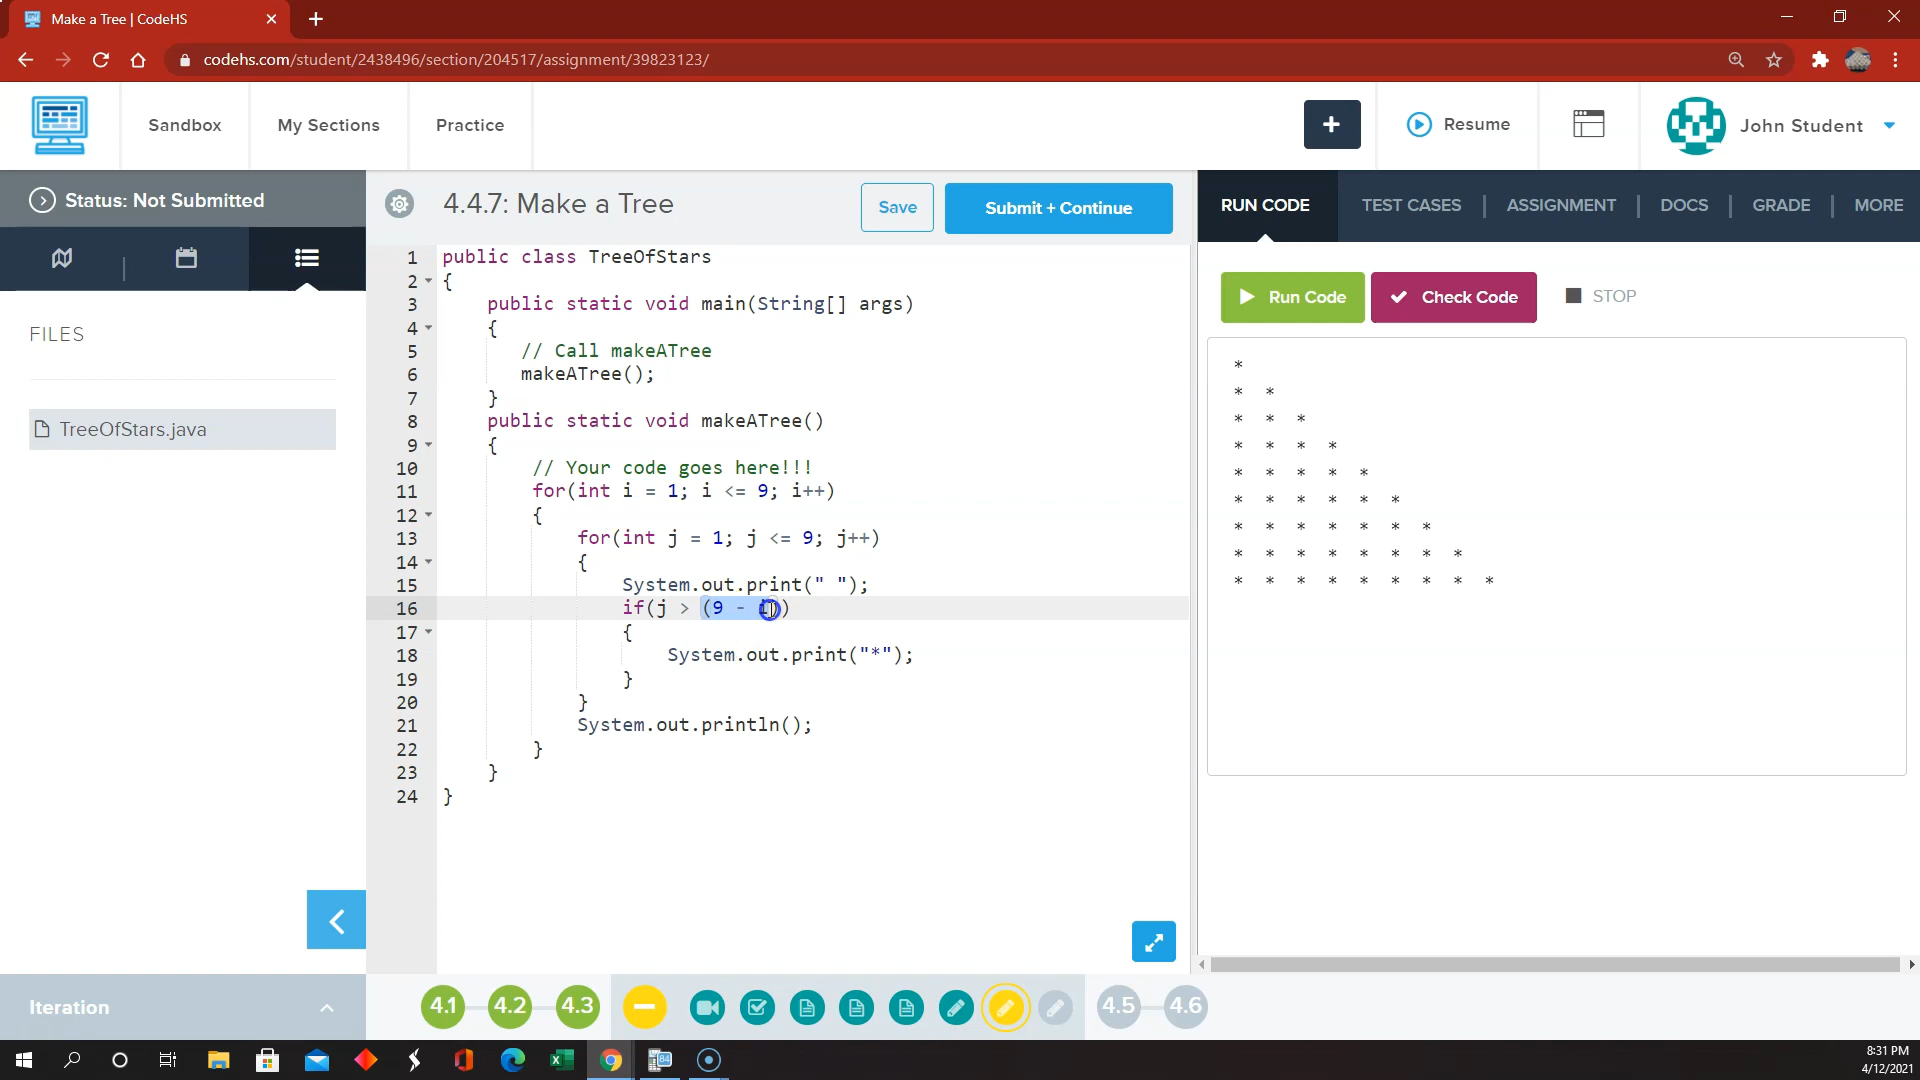 Make a Tree | CodeHS
codehs.com/student/2438496/section/204517/assignment/39823123/
Sandbox
My Sections
Practice
+
Resume
John Student
Status: Not Submitted
4.4.7: Make a Tree
Save
Submit + Continue
RUN CODE
TEST CASES
ASSIGNMENT
DOCS
GRADE
MORE
FILES
TreeOfStars.java
1 public class TreeOfStars
2 {
3 public static void main(String[] args)
4 {
5 // Call makeATree
6 makeATree();
7 }
8 public static void makeATree()
9 {
10 // Your code goes here!!!
11 for(int i = 1; i <= 9; i++)
12 {
13 for(int j = 1; j <= 9; j++)
14 {
15 System.out.print(" ");
16 if(j > (9 - i))
17 {
18 System.out.print("*");
19 }
20 }
21 System.out.println();
22 }
23 }
24 }
Run Code
Check Code
STOP
*
* *
* * *
* * * *
* * * * *
* * * * * *
* * * * * * *
* * * * * * * *
* * * * * * * * *
Iteration
4.1
4.2
4.3
4.5
4.6
84
8:31 PM
4/12/2021